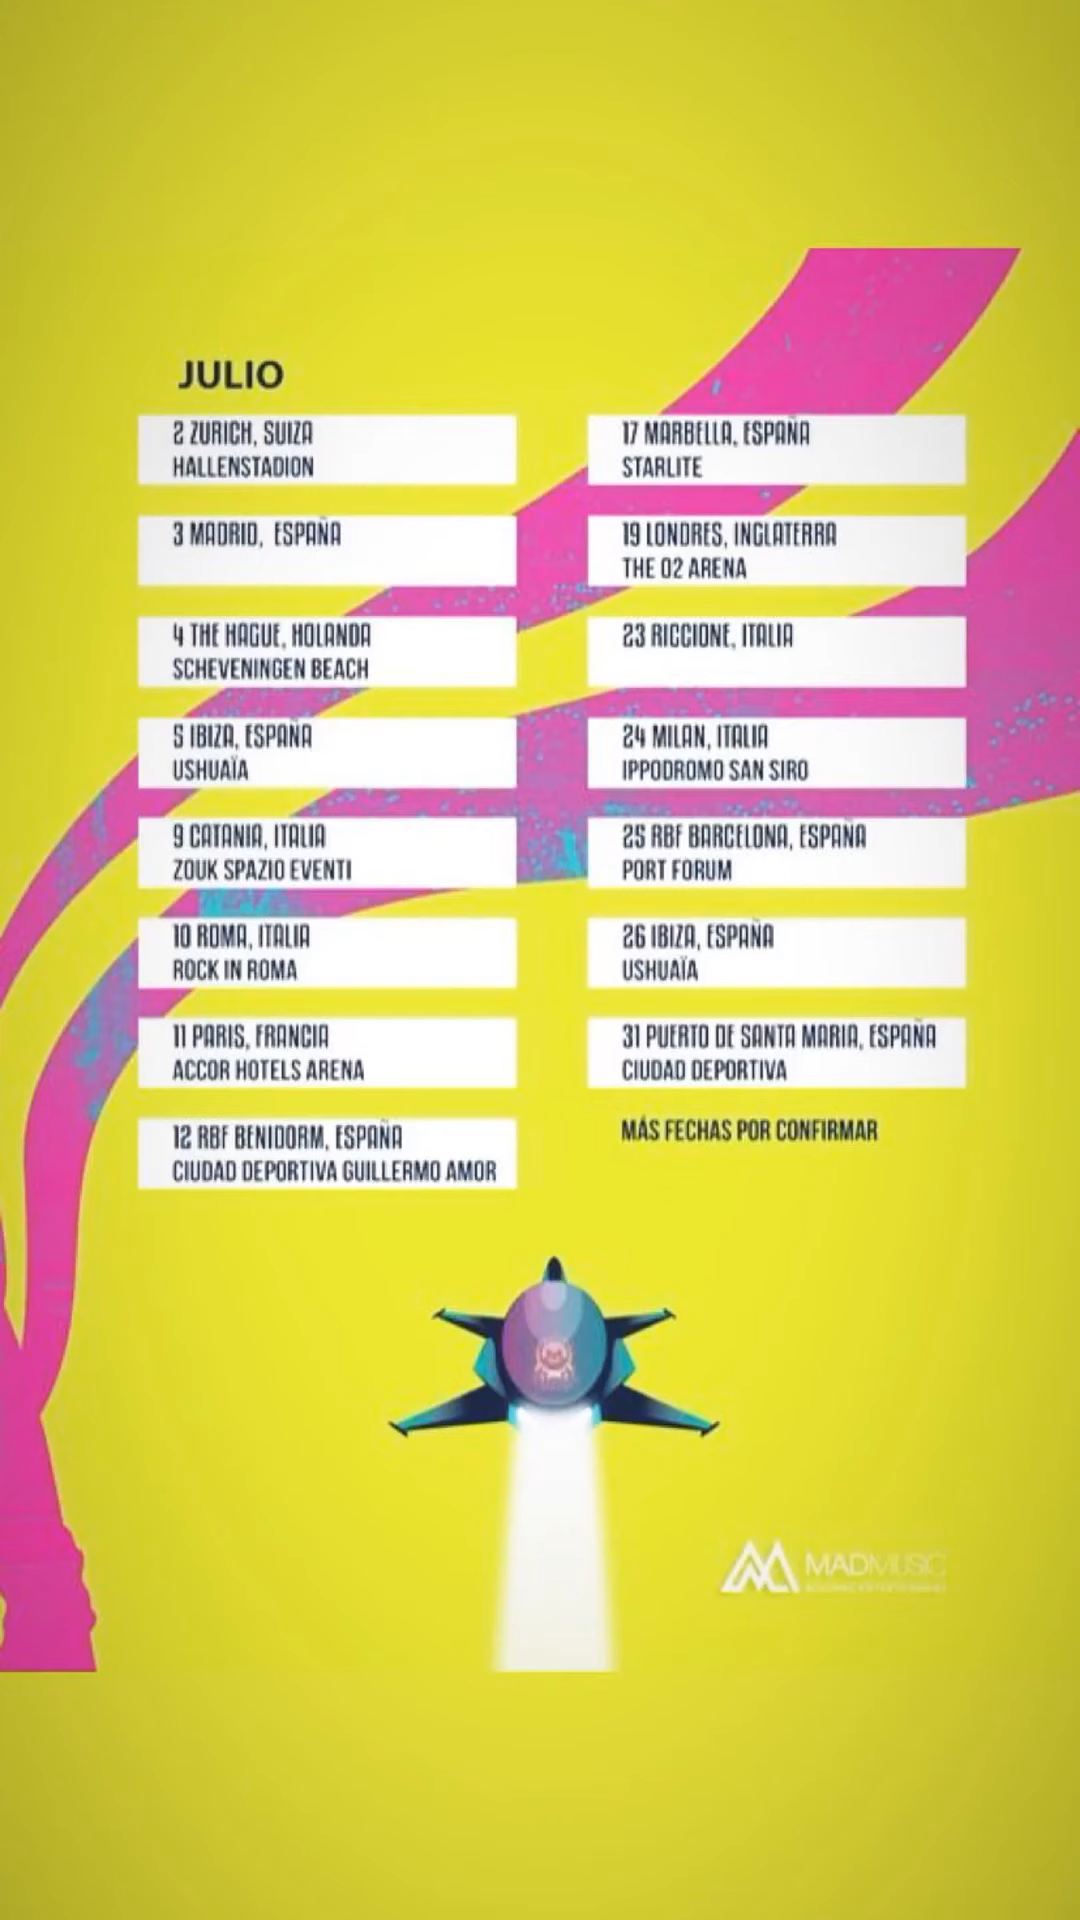 JULIO
2 ZURICH, SUIZA
HALLENSTADION
3 MADRID, ESPAÑA
4 THE HAGUE, HOLANDA
SCHEVENINGEN BEACH
5 IBIZA, ESPAÑA
USHUAÏA
9 CATANIA, ITALIA
ZOUK SPAZIO EVENTI
10 ROMA, ITALIA
ROCK IN ROMA
11 PARIS, FRANCIA
ACCOR HOTELS ARENA
12 RBF BENIDORM, ESPAÑA
CIUDAD DEPORTIVA GUILLERMO AMOR
17 MARBELLA, ESPAÑA
STARLITE
19 LONDRES, INGLATERRA
THE O2 ARENA
23 RICCIONE, ITALIA
24 MILAN, ITALIA
IPPODROMO SAN SIRO
25 RBF BARCELONA, ESPAÑA
PORT FORUM
26 IBIZA, ESPAÑA
USHUAÏA
31 PUERTO DE SANTA MARIA, ESPAÑA
CIUDAD DEPORTIVA
MÁS FECHAS POR CONFIRMAR
MADMUSIC